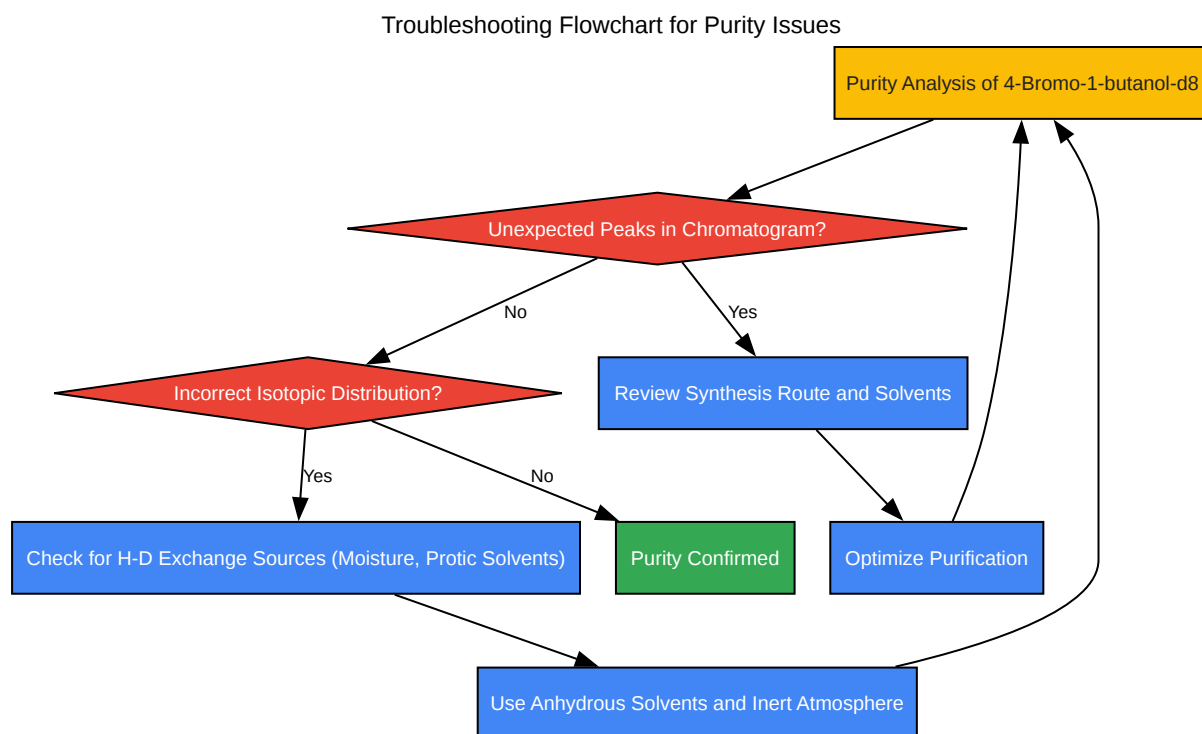 Troubleshooting Flowchart for Purity Issues
Purity Analysis of 4-Bromo-1-butanol-d8
Unexpected Peaks in Chromatogram?
No
Yes
Incorrect Isotopic Distribution?
Review Synthesis Route and Solvents
Yes
No
Check for H-D Exchange Sources (Moisture, Protic Solvents)
Purity Confirmed
Optimize Purification
Use Anhydrous Solvents and Inert Atmosphere